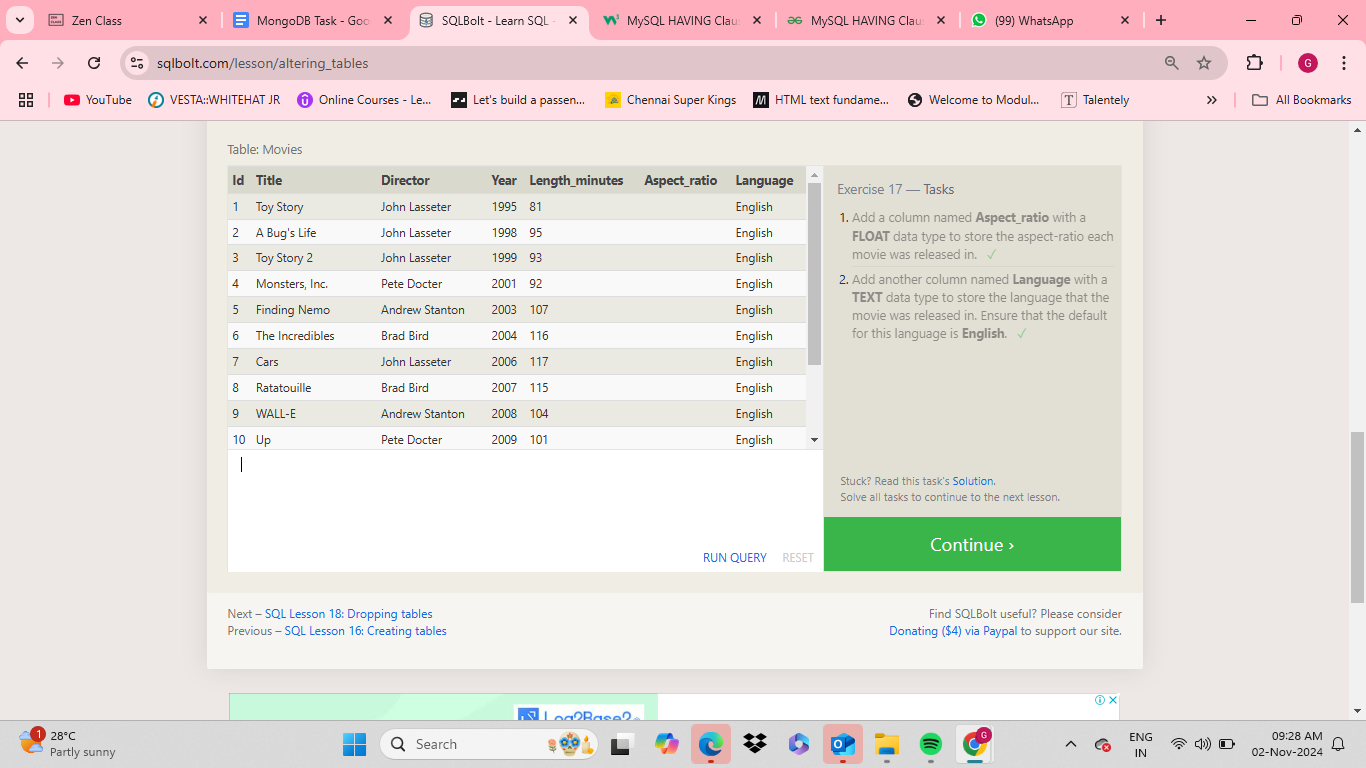 Zen Class
MongoDB Task - Goo
SQLBolt - Learn SQL -
MySQL HAVING Clau
MySQL HAVING Clau
(99) WhatsApp
sqlbolt.com/lesson/altering_tables
G
YouTube
VESTA::WHITEHAT JR
Online Courses - Le...
Let's build a passen...
Chennai Super Kings
HTML text fundame...
Welcome to Modul...
Talentely
All Bookmarks
Table: Movies
Id Title Director Year Length_minutes Aspect_ratio Language
1 Toy Story John Lasseter 1995 81 English
2 A Bug's Life John Lasseter 1998 95 English
3 Toy Story 2 John Lasseter 1999 93 English
4 Monsters, Inc. Pete Docter 2001 92 English
5 Finding Nemo Andrew Stanton 2003 107 English
6 The Incredibles Brad Bird 2004 116 English
7 Cars John Lasseter 2006 117 English
8 Ratatouille Brad Bird 2007 115 English
9 WALL-E Andrew Stanton 2008 104 English
10 Up Pete Docter 2009 101 English
RUN QUERY RESET
Exercise 17 — Tasks
1. Add a column named Aspect_ratio with a
FLOAT data type to store the aspect-ratio each
movie was released in. ✓
2. Add another column named Language with a
TEXT data type to store the language that the
movie was released in. Ensure that the default
for this language is English. ✓
Stuck? Read this task's Solution.
Solve all tasks to continue to the next lesson.
Continue ›
Next – SQL Lesson 18: Dropping tables
Previous – SQL Lesson 16: Creating tables
Find SQLBolt useful? Please consider
Donating ($4) via Paypal to support our site.
Log2Base2
1
28°C
Partly sunny
Search
G
ENG
IN
09:28 AM
02-Nov-2024